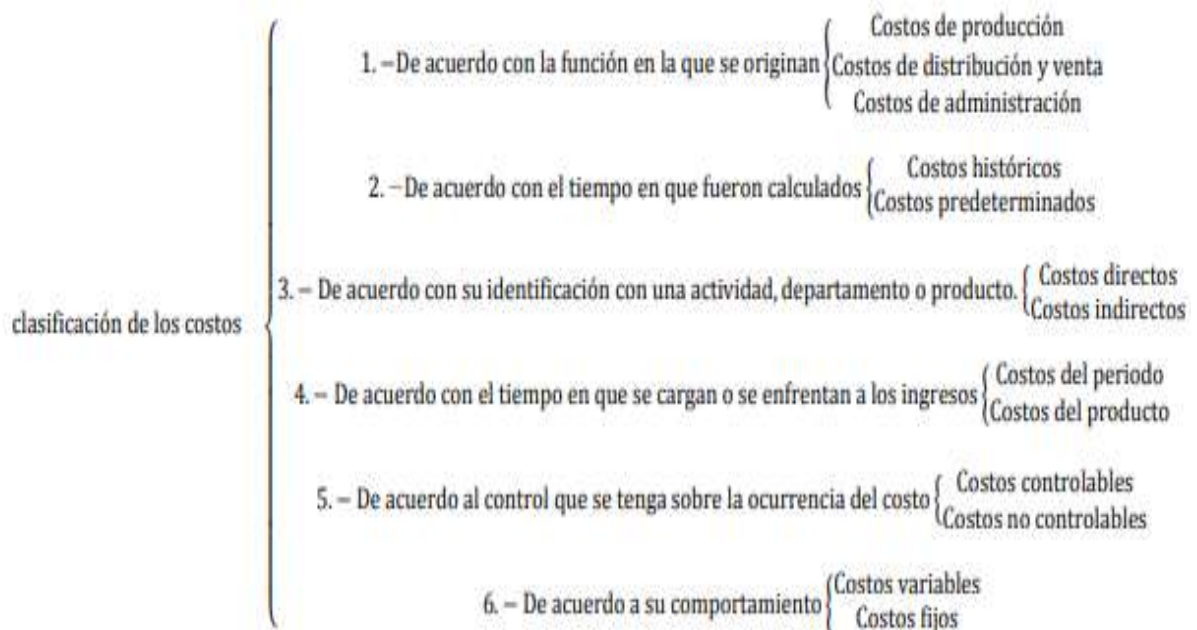 clasificación de los costos
1. –De acuerdo con la función en la que se originan
Costos de producción
Costos de distribución y venta
Costos de administración
2. –De acuerdo con el tiempo en que fueron calculados
Costos históricos
Costos predeterminados
3. – De acuerdo con su identificación con una actividad, departamento o producto.
Costos directos
Costos indirectos
4. – De acuerdo con el tiempo en que se cargan o se enfrentan a los ingresos
Costos del periodo
Costos del producto
5. – De acuerdo al control que se tenga sobre la ocurrencia del costo
Costos controlables
Costos no controlables
6. – De acuerdo a su comportamiento
Costos variables
Costos fijos